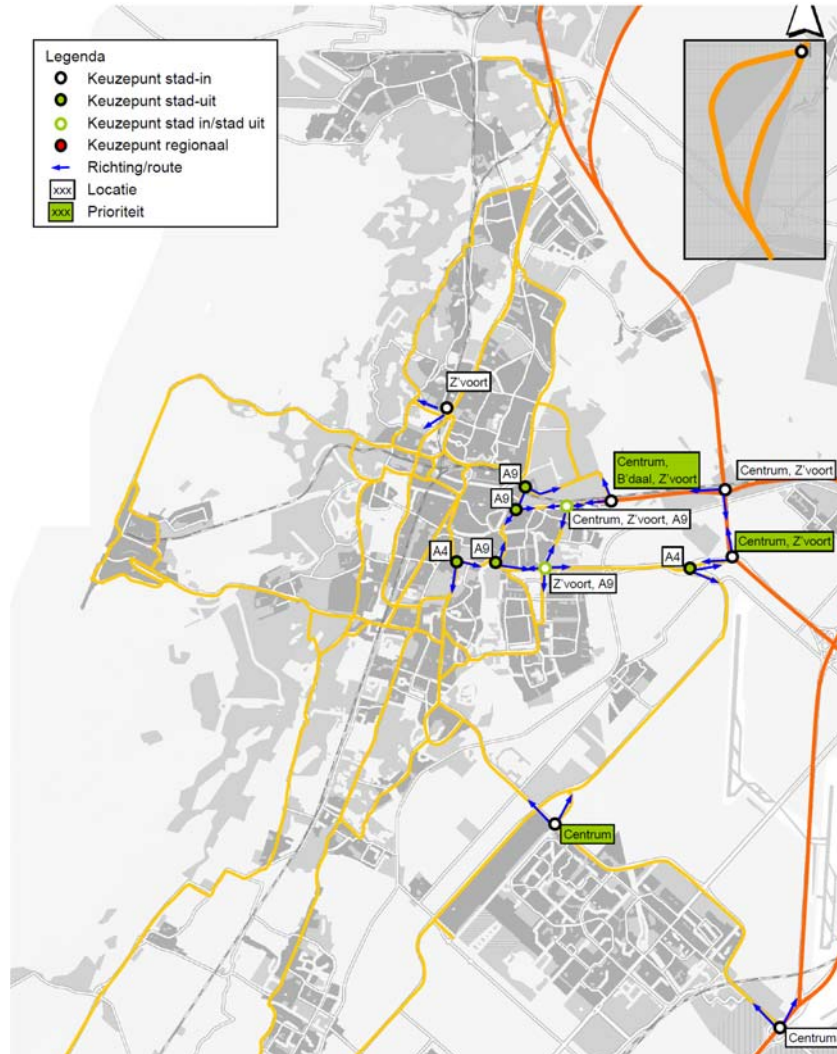 Legenda
Keuzepunt stad-in
Keuzepunt stad-uit
Keuzepunt stad in/stad uit
Keuzepunt regionaal
Richting/route
xxx Locatie
xxx Prioriteit
Z'voort
Centrum,
B'daal, Z'voort
Centrum, Z'voort
A9
A9
Centrum, Z'voort, A9
Centrum, Z'voort
A4
A9
A4
Z'voort, A9
Centrum
Centrum